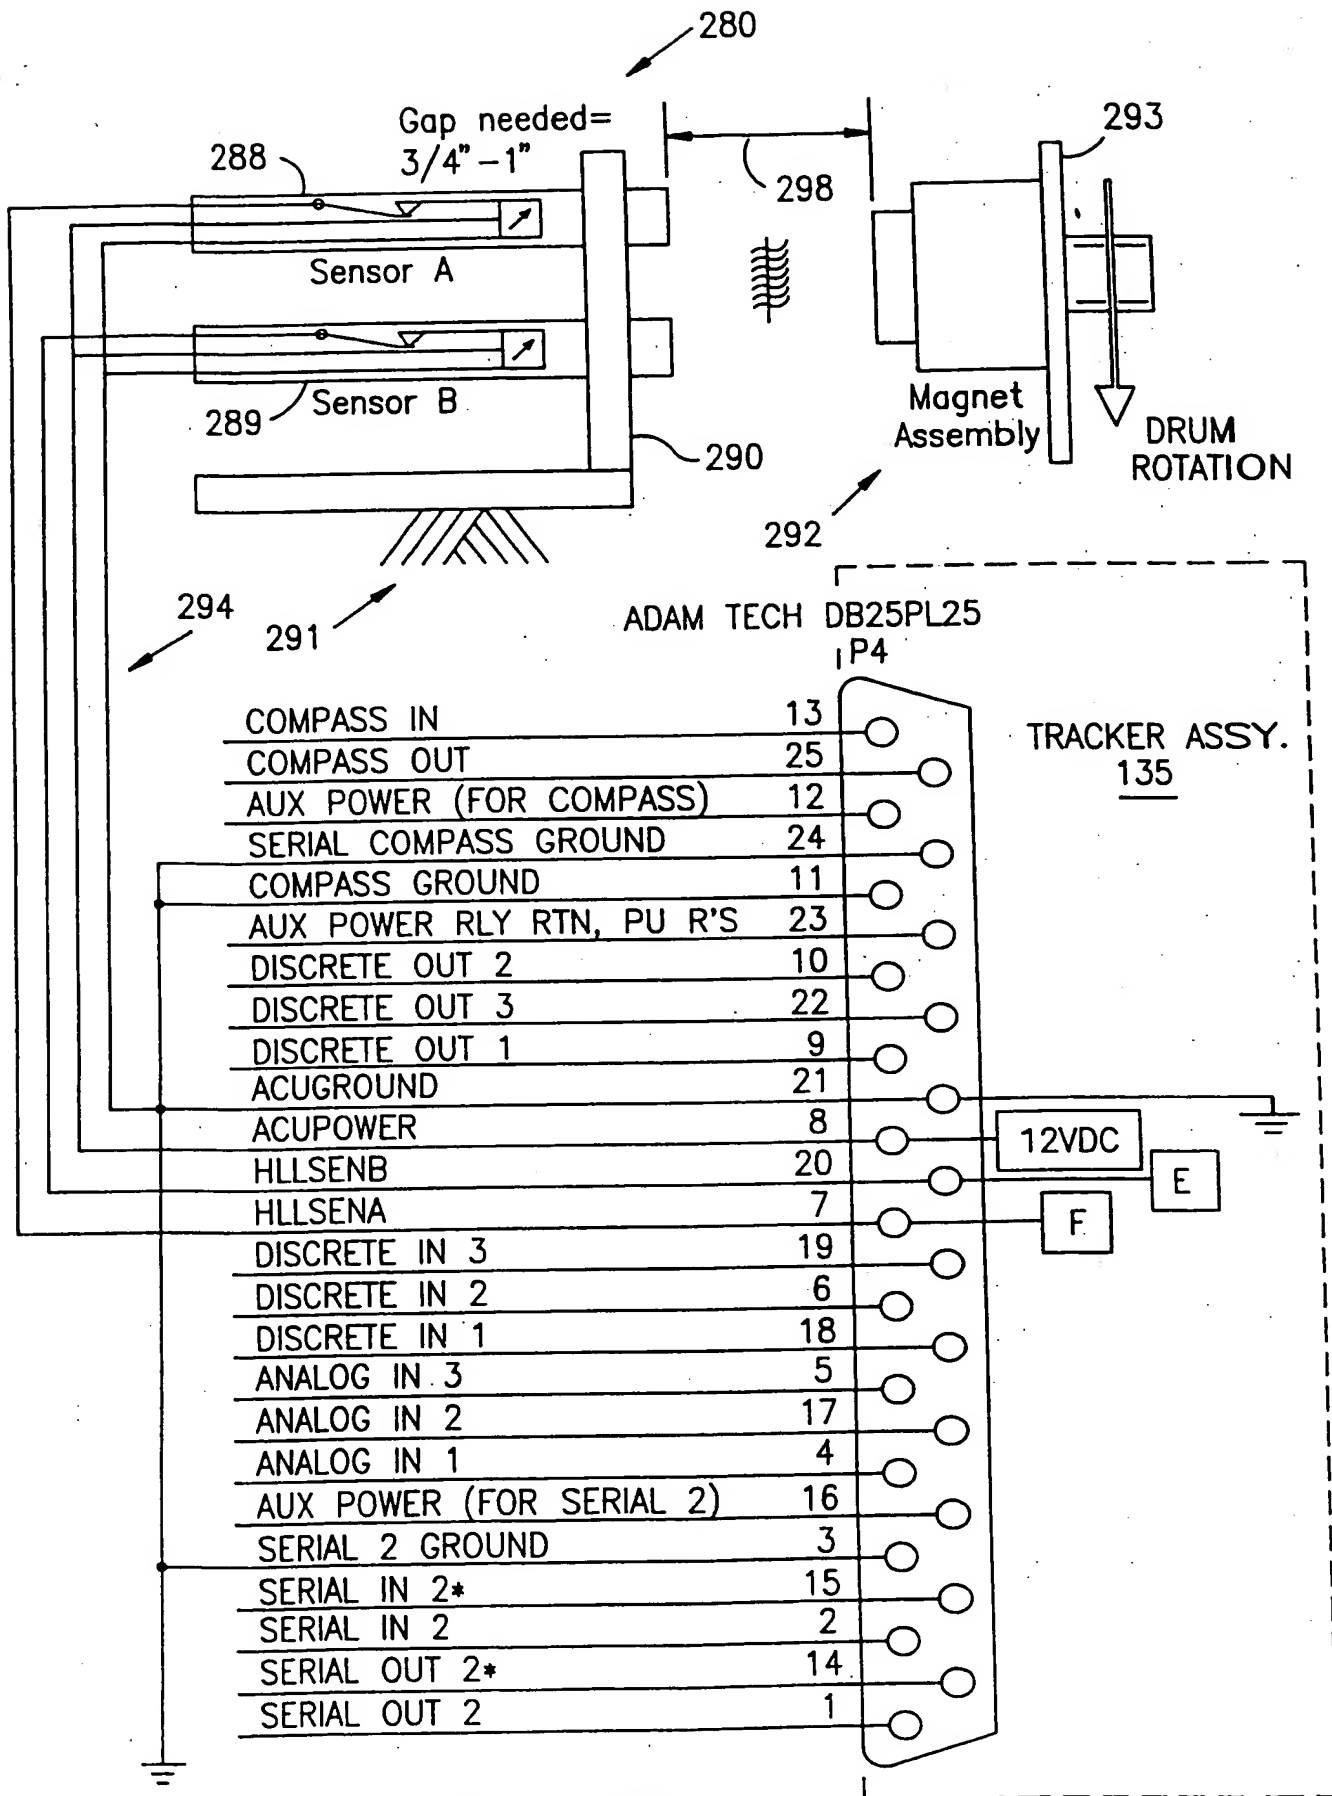 280
Gap needed=
3/4"-1"
288
298
293
Sensor A
289
Sensor B
290
Magnet
Assembly
DRUM
ROTATION
292
294
291
ADAM TECH DB25PL25
P4
TRACKER ASSY.
135
COMPASS IN 13
COMPASS OUT 25
AUX POWER (FOR COMPASS) 12
SERIAL COMPASS GROUND 24
COMPASS GROUND 11
AUX POWER RLY RTN, PU R'S 23
DISCRETE OUT 2 10
DISCRETE OUT 3 22
DISCRETE OUT 1 9
ACUGROUND 21
ACUPOWER 8 12VDC
HLLSENB 20 E
HLLSENA 7 F
DISCRETE IN 3 19
DISCRETE IN 2 6
DISCRETE IN 1 18
ANALOG IN 3 5
ANALOG IN 2 17
ANALOG IN 1 4
AUX POWER (FOR SERIAL 2) 16
SERIAL 2 GROUND 3
SERIAL IN 2* 15
SERIAL IN 2 2
SERIAL OUT 2* 14
SERIAL OUT 2 1